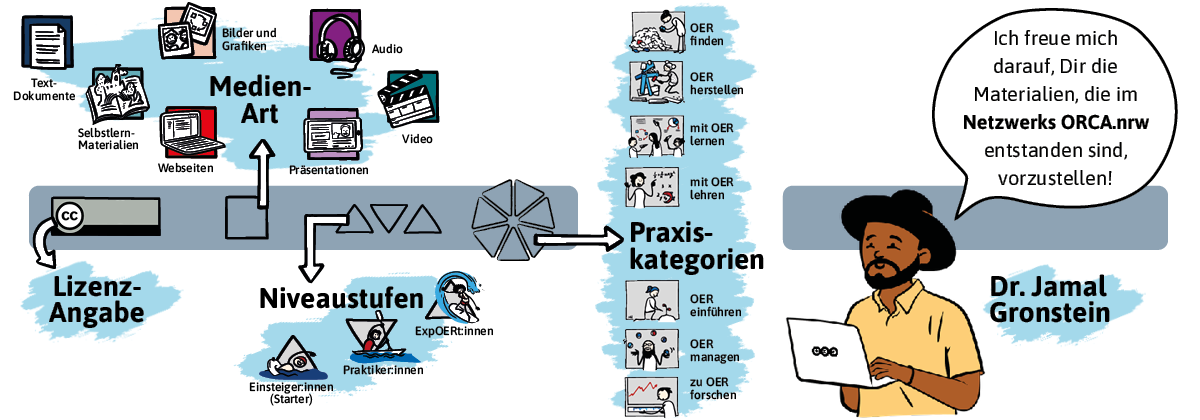 Text-
Dokumente
Bilder und
Grafiken
Audio
Medien-
Art
Selbstlern-
Materialien
Webseiten
Präsentationen
Video
CC
Lizenz-
Angabe
Niveaustufen
Einsteiger:innen
(Starter)
Praktiker:innen
ExpOERt:innen
OER
finden
OER
herstellen
mit OER
lernen
mit OER
lehren
Praxis-
kategorien
OER
einführen
OER
managen
zu OER
forschen
Ich freue mich
darauf, Dir die
Materialien, die im
Netzwerks ORCA.nrw
entstanden sind,
vorzustellen!
Dr. Jamal
Gronstein